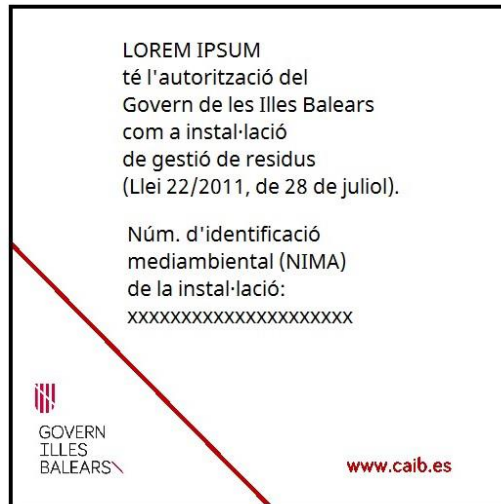 LOREM IPSUM
té l'autorització del
Govern de les Illes Balears
com a instal·lació
de gestió de residus
(Llei 22/2011, de 28 de juliol).
Núm. d'identificació
mediambiental (NIMA)
de la instal·lació:
xxxxxxxxxxxxxxxxxxxxx
GOVERN
ILLES
BALEARS
www.caib.es